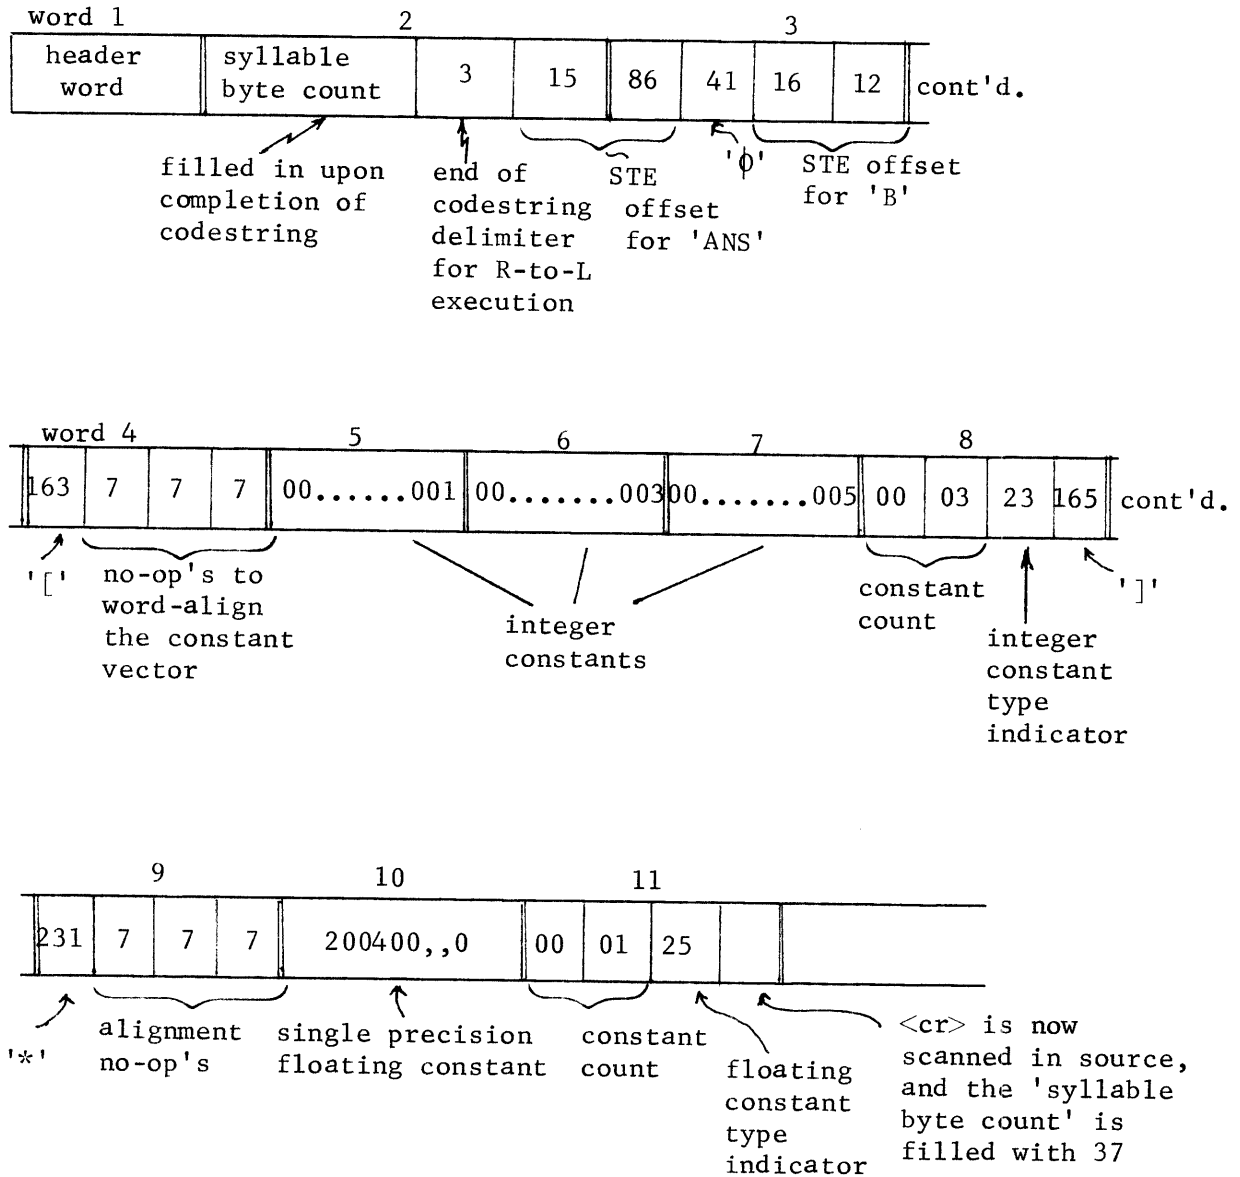 word 1 2 3
header word
syllable byte count
3 15 86 41 16 12 cont'd.
filled in upon
completion of
codestring
end of
codestring
delimiter
for R-to-L
execution
STE
offset
for 'ANS'
'ϕ'
STE offset
for 'B'
word 4 5 6 7 8
163 7 7 7 00......001 00.......003 00.......005 00 03 23 165 cont'd.
'['
no-op's to
word-align
the constant
vector
integer
constants
constant
count
integer
constant
type
indicator
']'
9 10 11
231 7 7 7 200400,,0 00 01 25
'*'
alignment
no-op's
single precision
floating constant
constant
count
floating
constant
type
indicator
<cr> is now
scanned in source,
and the 'syllable
byte count' is
filled with 37